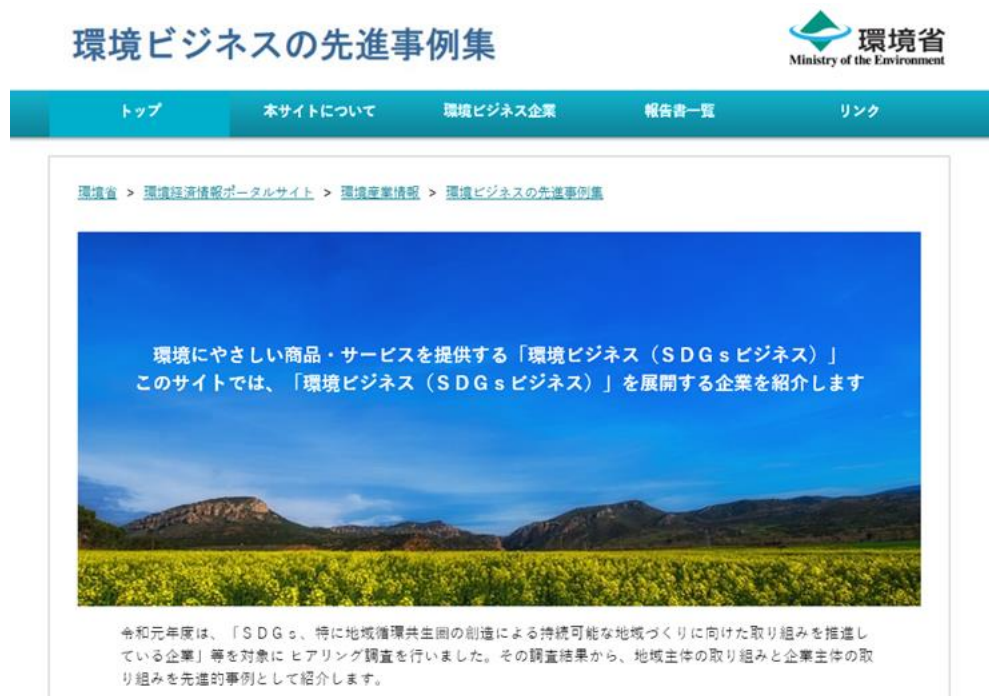 環境ビジネスの先進事例集
環境省
Ministry of the Environment
トップ 本サイトについて 環境ビジネス企業 報告書一覧 リンク
環境省 > 環境経済情報ポータルサイト > 環境産業情報 > 環境ビジネスの先進事例集
環境にやさしい商品・サービスを提供する「環境ビジネス（ＳＤＧｓビジネス）」
このサイトでは、「環境ビジネス（ＳＤＧｓビジネス）」を展開する企業を紹介します
令和元年度は、「ＳＤＧｓ、特に地域循環共生圏の創造による持続可能な地域づくりに向けた取り組みを推進し
ている企業」等を対象に ヒアリング調査を行いました。その調査結果から、地域主体の取り組みと企業主体の取
り組みを先進的事例として紹介します。